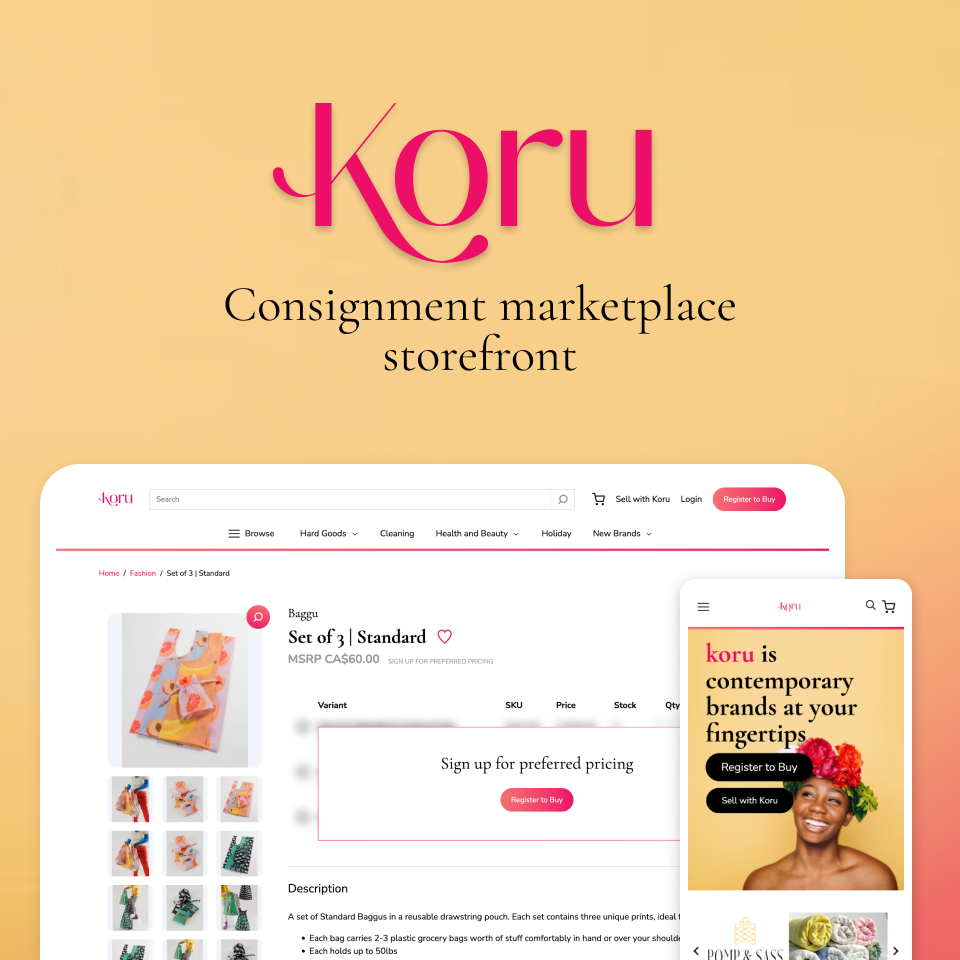 Koru
Consignment marketplace
storefront
Koru
Search
Sell with Koru
Login
Register to Buy
Browse
Hard Goods
Cleaning
Health and Beauty
Holiday
New Brands
Home / Fashion / Set of 3 | Standard
Baggu
Set of 3 | Standard
MSRP CA$60.00 SIGN UP FOR PREFERRED PRICING
Variant SKU Price Stock Qty
Sign up for preferred pricing
Register to Buy
Description
A set of Standard Baggus in a reusable drawstring pouch. Each set contains three unique prints, ideal
• Each bag carries 2-3 plastic grocery bags worth of stuff comfortably in hand or over your
• Each holds up to 50lbs
Koru
koru is
contemporary
brands at your
fingertips
Register to Buy
Sell with Koru
POMP & SASS